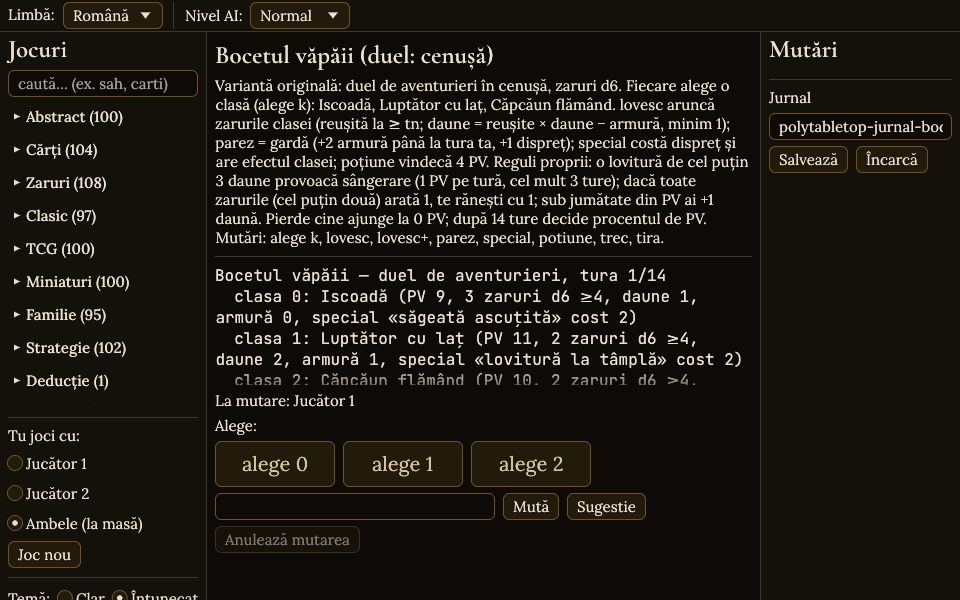 Limbă: Română ▼ Nivel AI: Normal ▼
Jocuri
caută... (ex. sah, carti)
▸ Abstract (100)
▸ Cărți (104)
▸ Zaruri (108)
▸ Clasic (97)
▸ TCG (100)
▸ Miniaturi (100)
▸ Familie (95)
▸ Strategie (102)
▸ Deducție (1)
Tu joci cu:
Jucător 1
Jucător 2
Ambele (la masă)
Joc nou
Temă: Clar Întunecat
Bocetul văpăii (duel: cenușă)
Variantă originală: duel de aventurieri în cenușă, zaruri d6. Fiecare alege o
clasă (alege k): Iscoadă, Luptător cu laț, Căpcăun flămând. lovesc aruncă
zarurile clasei (reușită la ≥ tn; daune = reușite × daune − armură, minim 1);
parez = gardă (+2 armură până la tura ta, +1 dispreț); special costă dispreț și
are efectul clasei; poțiune vindecă 4 PV. Reguli proprii: o lovitură de cel puțin
3 daune provoacă sângerare (1 PV pe tură, cel mult 3 ture); dacă toate
zarurile (cel puțin două) arată 1, te rănești cu 1; sub jumătate din PV ai +1
daună. Pierde cine ajunge la 0 PV; după 14 ture decide procentul de PV.
Mutări: alege k, lovesc, lovesc+, parez, special, potiune, trec, tira.
Bocetul văpăii — duel de aventurieri, tura 1/14
clasa 0: Iscoadă (PV 9, 3 zaruri d6 ≥4, daune 1,
armură 0, special «săgeată ascuțită» cost 2)
clasa 1: Luptător cu laț (PV 11, 2 zaruri d6 ≥4,
daune 2, armură 1, special «lovitură la tâmplă» cost 2)
clasa 2: Căpcăun flămând (PV 10, 2 zaruri d6 ≥4,
La mutare: Jucător 1
Alege:
alege 0 alege 1 alege 2
Mută Sugestie
Anulează mutarea
Mutări
Jurnal
polytabletop-jurnal-boc
Salvează Încarcă